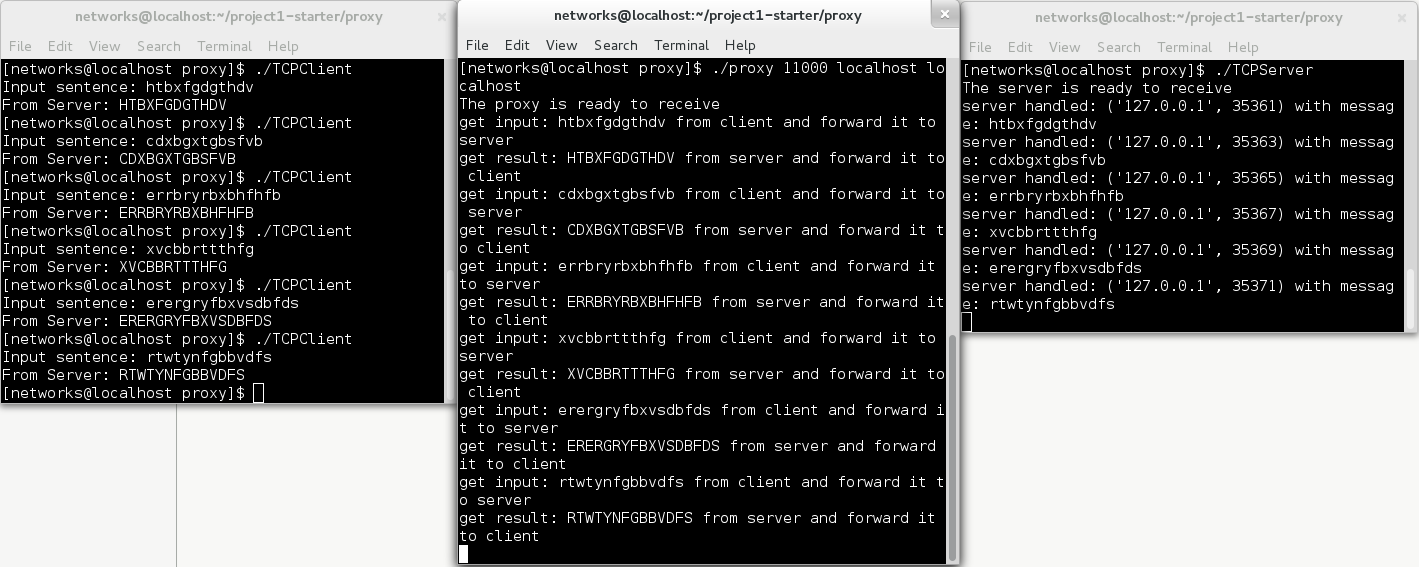 networks@localhost:~/project1-starter/proxy
File Edit View Search Terminal Help
[networks@localhost proxy]$ ./TCPClient
Input sentence: htbxfgdgthdv
From Server: HTBXFGDGTHDV
[networks@localhost proxy]$ ./TCPClient
Input sentence: cdxbgxtgbsfvb
From Server: CDXBGXTGBSFVB
[networks@localhost proxy]$ ./TCPClient
Input sentence: errbryrbxbhfhfb
From Server: ERRBRYRBXBHFHFB
[networks@localhost proxy]$ ./TCPClient
Input sentence: xvcbbrttthfg
From Server: XVCBBRTTTHFG
[networks@localhost proxy]$ ./TCPClient
Input sentence: erergryfbxvsdbfds
From Server: ERERGRYFBXVSDBFDS
[networks@localhost proxy]$ ./TCPClient
Input sentence: rtwtynfgbbvdfs
From Server: RTWTYNFGBBVDFS
[networks@localhost proxy]$
networks@localhost:~/project1-starter/proxy
File Edit View Search Terminal Help
[networks@localhost proxy]$ ./proxy 11000 localhost lo
calhost
The proxy is ready to receive
get input: htbxfgdgthdv from client and forward it to
server
get result: HTBXFGDGTHDV from server and forward it to
 client
get input: cdxbgxtgbsfvb from client and forward it to
 server
get result: CDXBGXTGBSFVB from server and forward it t
o client
get input: errbryrbxbhfhfb from client and forward it
to server
get result: ERRBRYRBXBHFHFB from server and forward it
 to client
get input: xvcbbrttthfg from client and forward it to
server
get result: XVCBBRTTTHFG from server and forward it to
 client
get input: erergryfbxvsdbfds from client and forward i
t to server
get result: ERERGRYFBXVSDBFDS from server and forward
it to client
get input: rtwtynfgbbvdfs from client and forward it t
o server
get result: RTWTYNFGBBVDFS from server and forward it
to client
networks@localhost:~/project1-starter/proxy
File Edit View Search Terminal Help
[networks@localhost proxy]$ ./TCPServer
The server is ready to receive
server handled: ('127.0.0.1', 35361) with messag
e: htbxfgdgthdv
server handled: ('127.0.0.1', 35363) with messag
e: cdxbgxtgbsfvb
server handled: ('127.0.0.1', 35365) with messag
e: errbryrbxbhfhfb
server handled: ('127.0.0.1', 35367) with messag
e: xvcbbrttthfg
server handled: ('127.0.0.1', 35369) with messag
e: erergryfbxvsdbfds
server handled: ('127.0.0.1', 35371) with messag
e: rtwtynfgbbvdfs